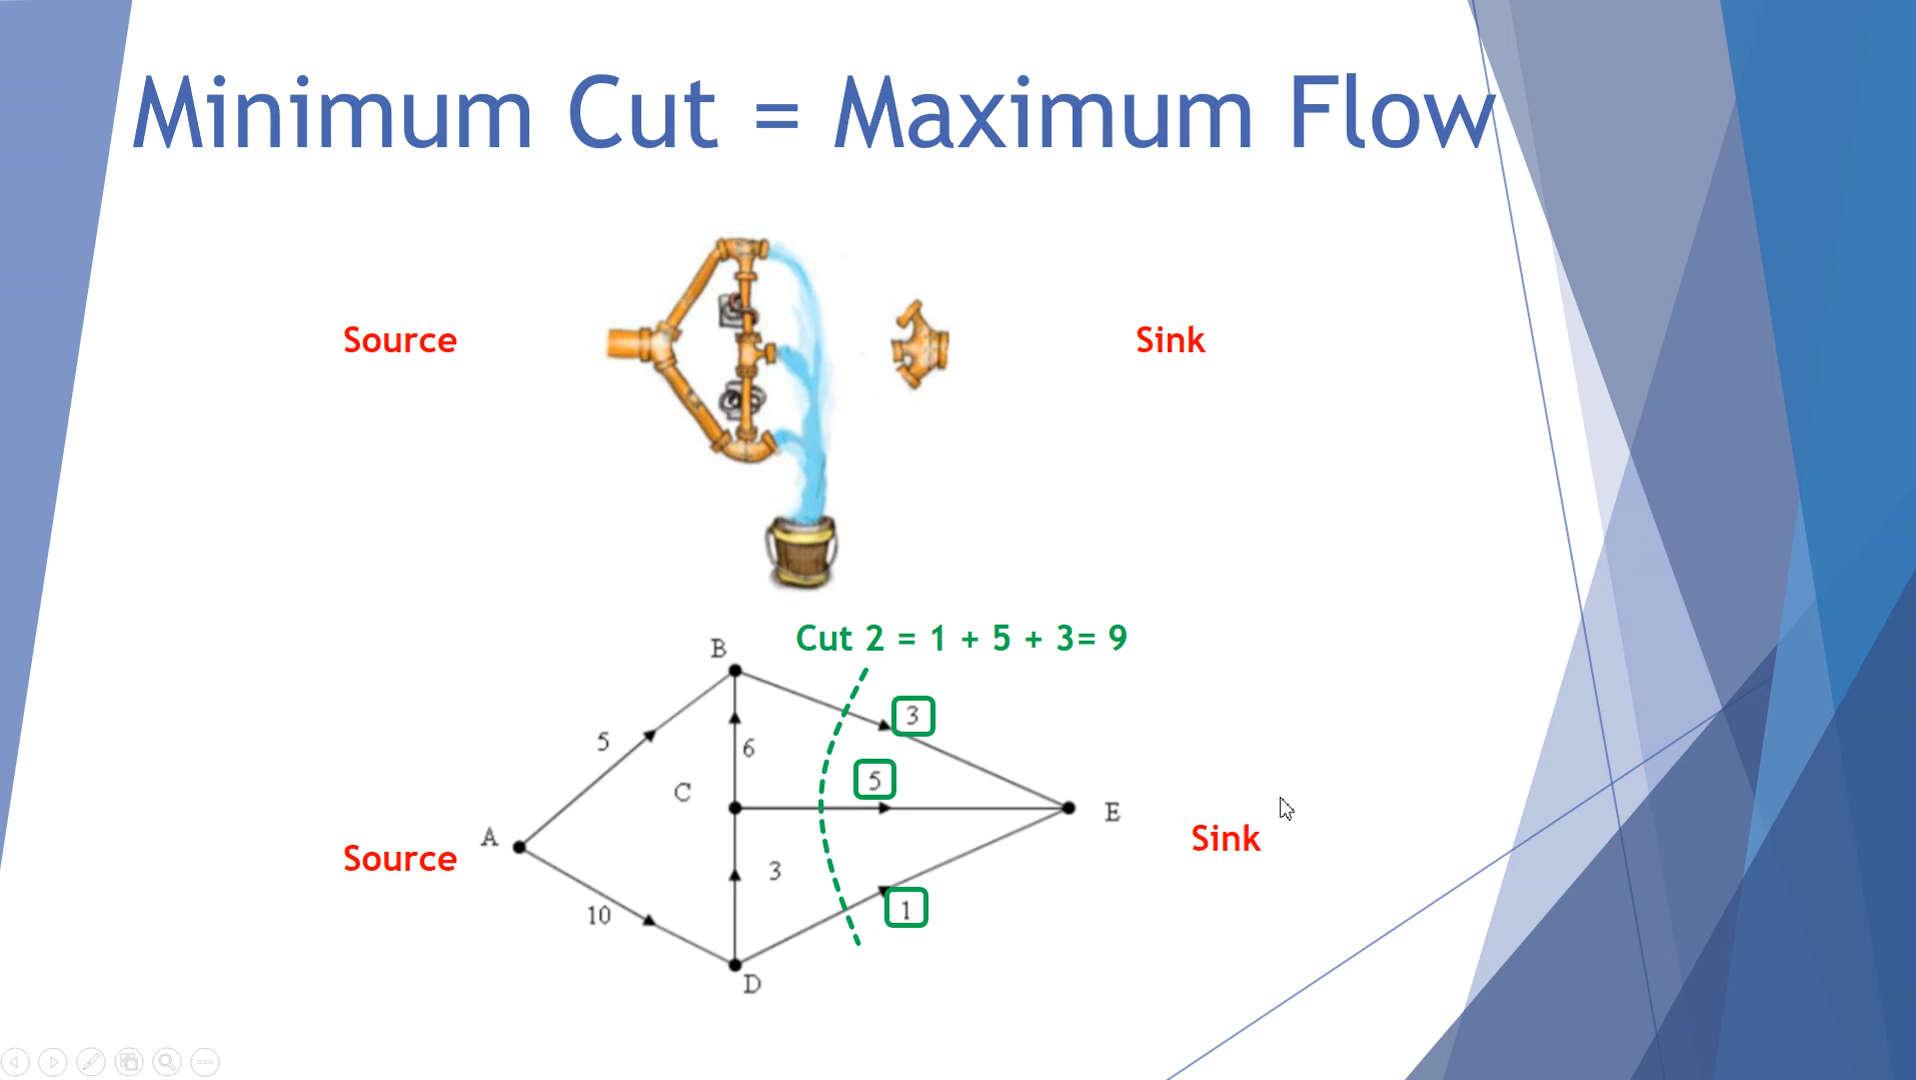 Minimum Cut = Maximum Flow
Source
Sink
Cut 2 = 1 + 5 + 3= 9
B
3
5
6
5
C
A
E
Source
Sink
3
10
1
D